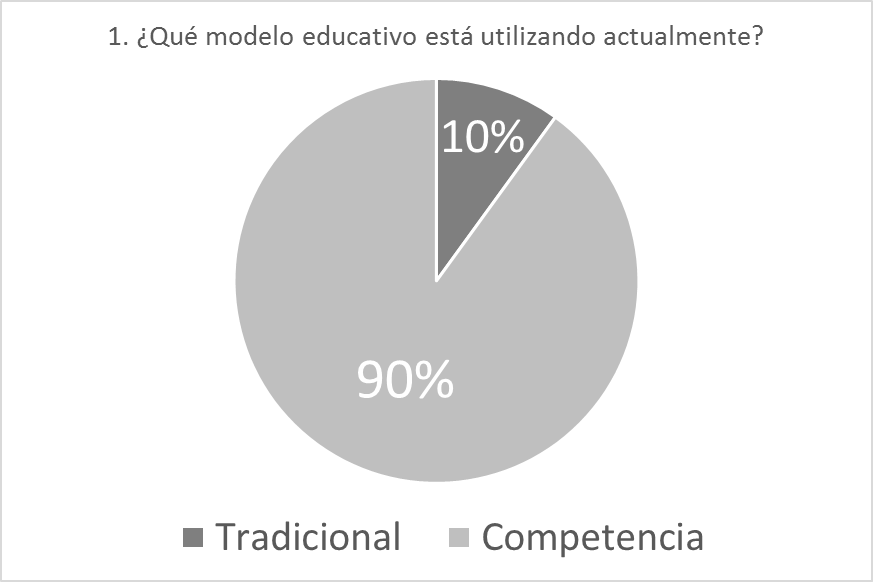 1. ¿Qué modelo educativo está utilizando actualmente?
10%
90%
Tradicional
Competencia